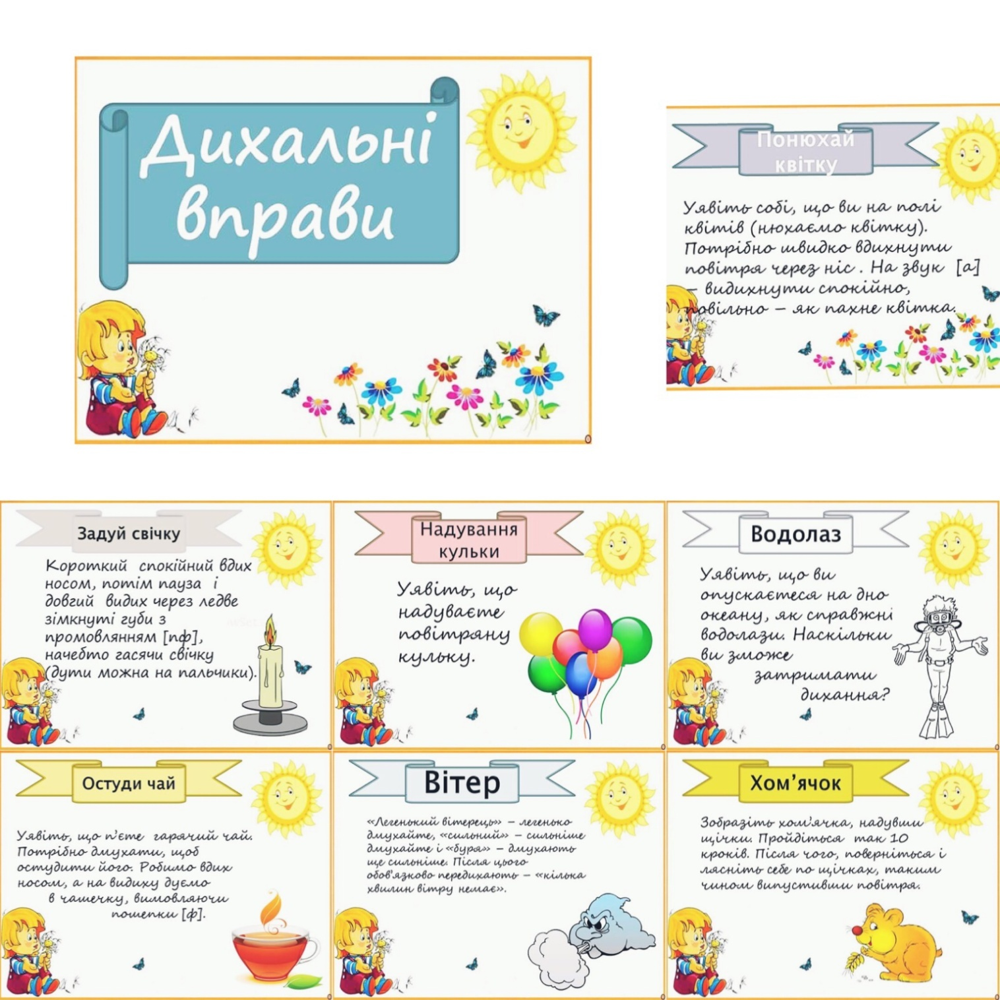 Дихальні
вправи
Понюхай
квітку
Уявіть собі, що ви на полі
квітів (нюхаємо квітку).
Потрібно швидко вдихнути
повітря через ніс . На звук [а]
– видихнути спокійно,
повільно – як пахне квітка.
Задуй свічку
Короткий спокійний вдих
носом, потім пауза і
довгий видих через ледве
зімкнуті губи з
промовлянням [пф],
начебто гасячи свічку
(дути можна на пальчики).
Надування
кульки
Уявіть, що
надуваєте
повітряну
кульку.
Водолаз
Уявіть, що ви
опускаєтеся на дно
океану, як справжні
водолази. Наскільки
ви зможе
затримати
дихання?
Остуди чай
Уявіть, що п'єте гарячий чай.
Потрібно дмухати, щоб
остудити його. Робимо вдих
носом, а на видиху дуємо
в чашечку, вимовляючи
пошепки [ф].
Вітер
«Легенький вітерець» – легенько
дмухайте, «сильний» – сильніше
дмухайте і «буря» – дмухають
ще сильніше. Після цього
обов'язково передихають – «кілька
хвилин вітру немає».
Хом’ячок
Зобразіть хом'ячка, надувши
щічки. Пройдіться так 10
кроків. Після чого, поверніться і
лясніть себе по щічках, таким
чином випустивши повітря.